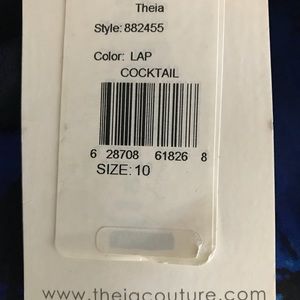 Theia
Style: 882455
Color: LAP
COCKTAIL
6 28708 61826 8
SIZE: 10
www.theiacouture.com